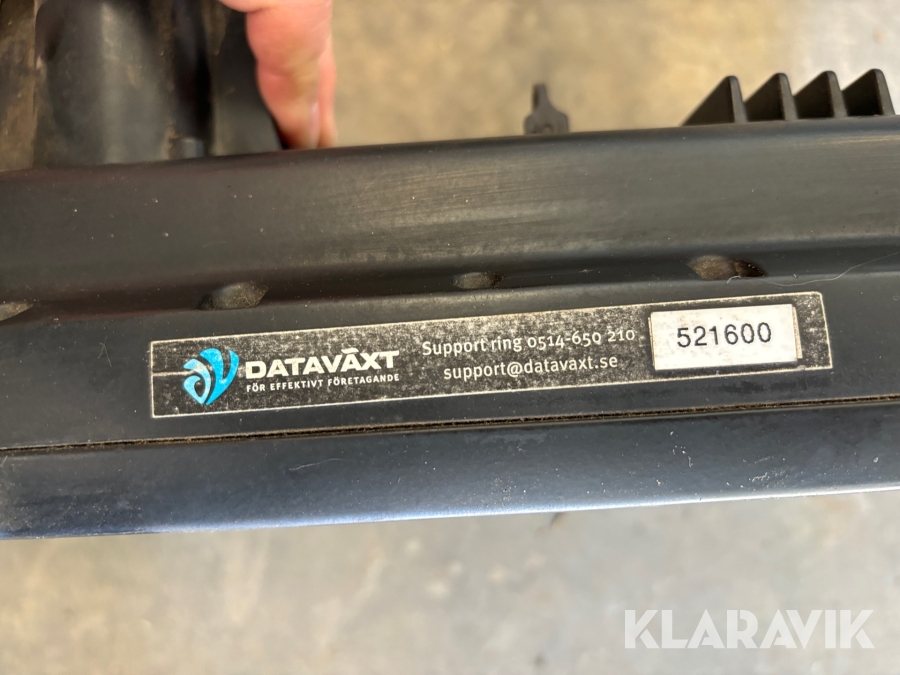 DATAVÄXT
FÖR EFFEKTIVT FÖRETAGANDE
Support ring 0514-650 210
support@datavaxt.se
521600
KLARAVIK